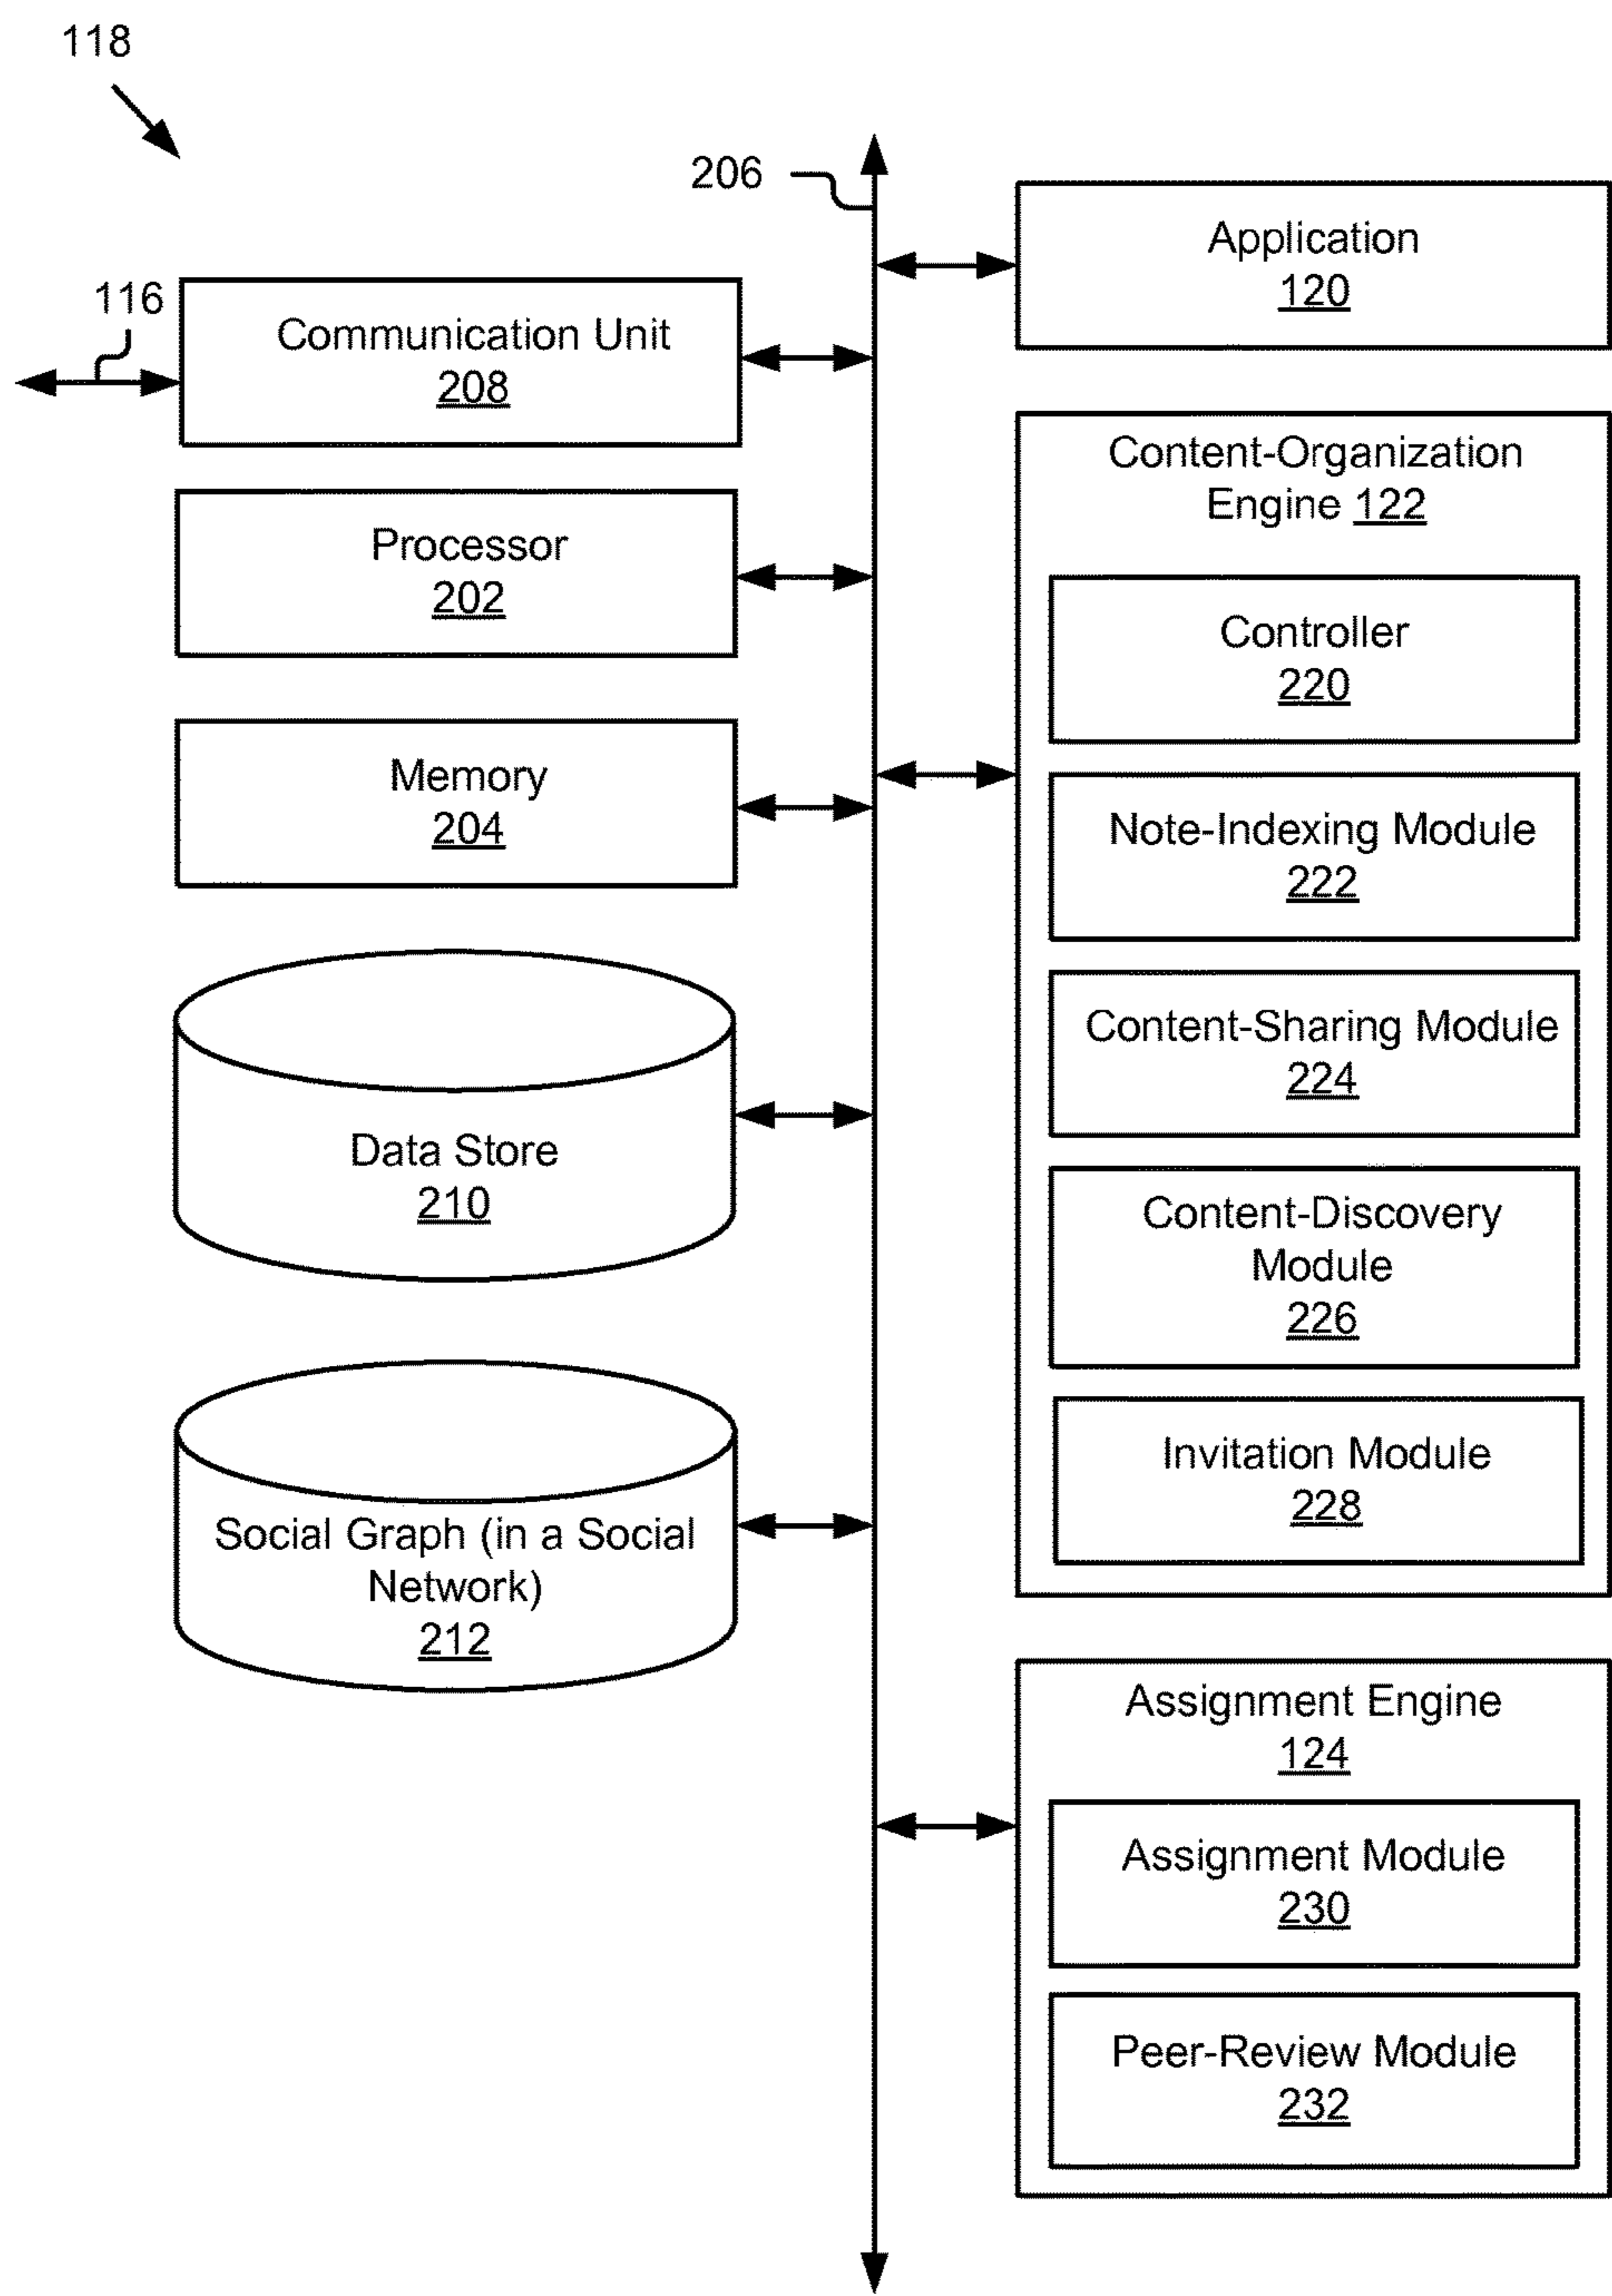 118
206
116
Communication Unit
208
Processor
202
Memory
204
Data Store
210
Social Graph (in a Social
Network)
212
Application
120
Content-Organization
Engine 122
Controller
220
Note-Indexing Module
222
Content-Sharing Module
224
Content-Discovery
Module
226
Invitation Module
228
Assignment Engine
124
Assignment Module
230
Peer-Review Module
232